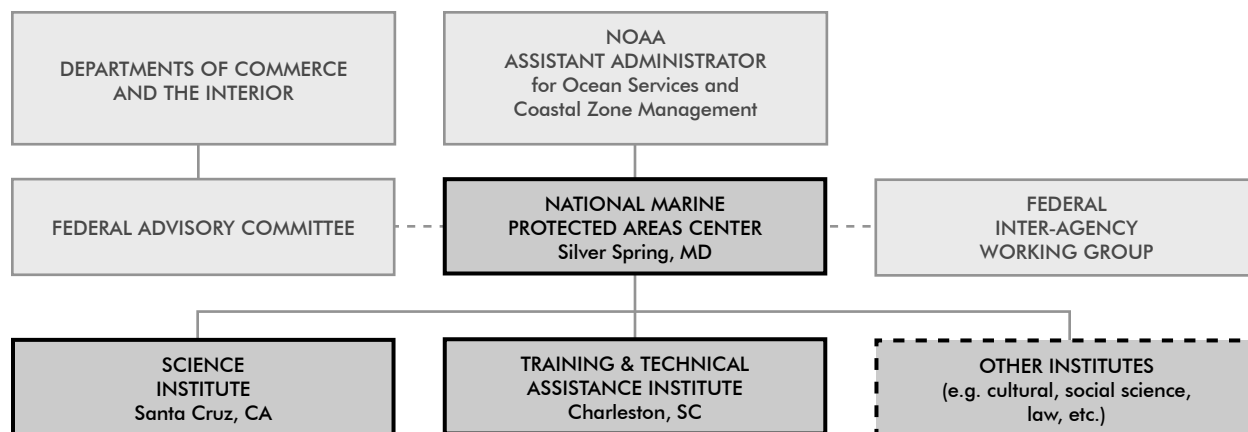 DEPARTMENTS OF COMMERCE
AND THE INTERIOR
NOAA
ASSISTANT ADMINISTRATOR
for Ocean Services and
Coastal Zone Management
FEDERAL ADVISORY COMMITTEE
NATIONAL MARINE
PROTECTED AREAS CENTER
Silver Spring, MD
FEDERAL
INTER-AGENCY
WORKING GROUP
SCIENCE
INSTITUTE
Santa Cruz, CA
TRAINING & TECHNICAL
ASSISTANCE INSTITUTE
Charleston, SC
OTHER INSTITUTES
(e.g. cultural, social science,
law, etc.)